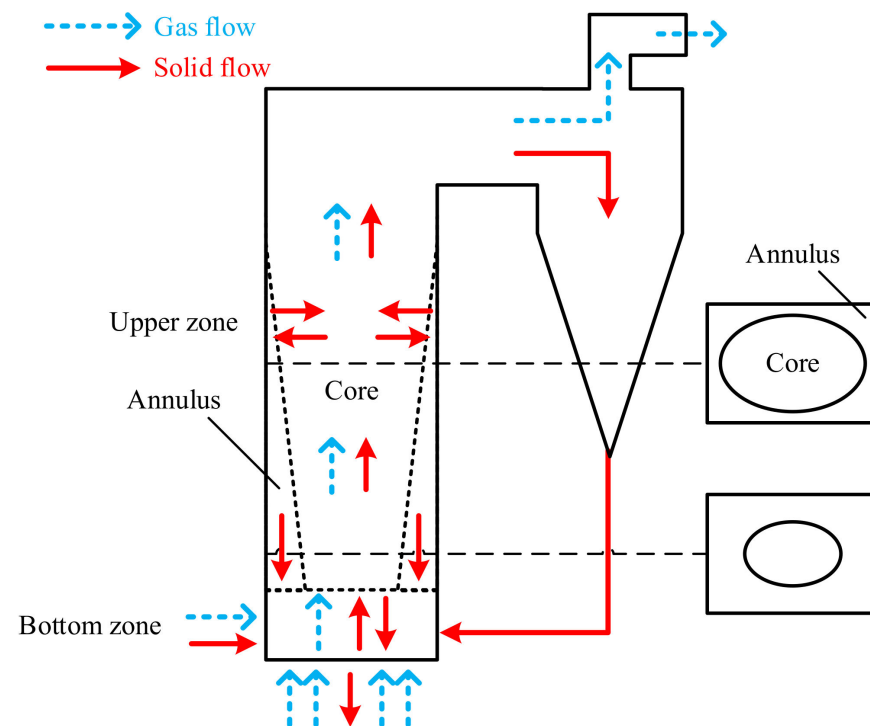 Gas flow
Solid flow
Annulus
Upper zone
Core
Core
Annulus
Bottom zone